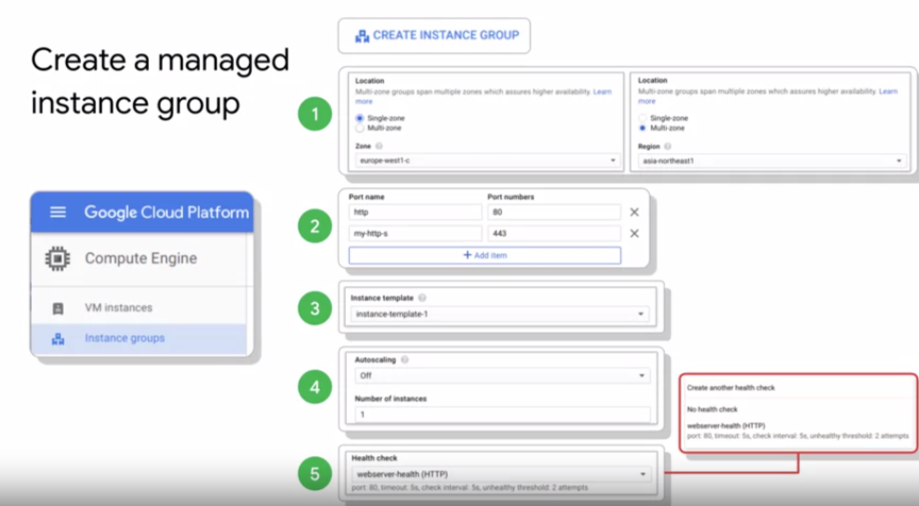 Create a managed
instance group
Google Cloud Platform
Compute Engine
VM instances
Instance groups
CREATE INSTANCE GROUP
1
Location
Multi-zone groups span multiple zones which assures higher availability. Learn
more
Single-zone
Multi-zone
Zone
europe-west1-c
Location
Multi-zone groups span multiple zones which assures higher availability. Learn
more
Single-zone
Multi-zone
Region
asia-northeast1
2
Port name Port numbers
http 80
my-http-s 443
+ Add item
3
Instance template
instance-template-1
4
Autoscaling
Off
Number of instances
1
5
Health check
webserver-health (HTTP)
port: 80, timeout: 5s, check interval: 5s, unhealthy threshold: 2 attempts
Create another health check
No health check
webserver-health (HTTP)
port: 80, timeout: 5s, check interval: 5s, unhealthy threshold: 2 attempts